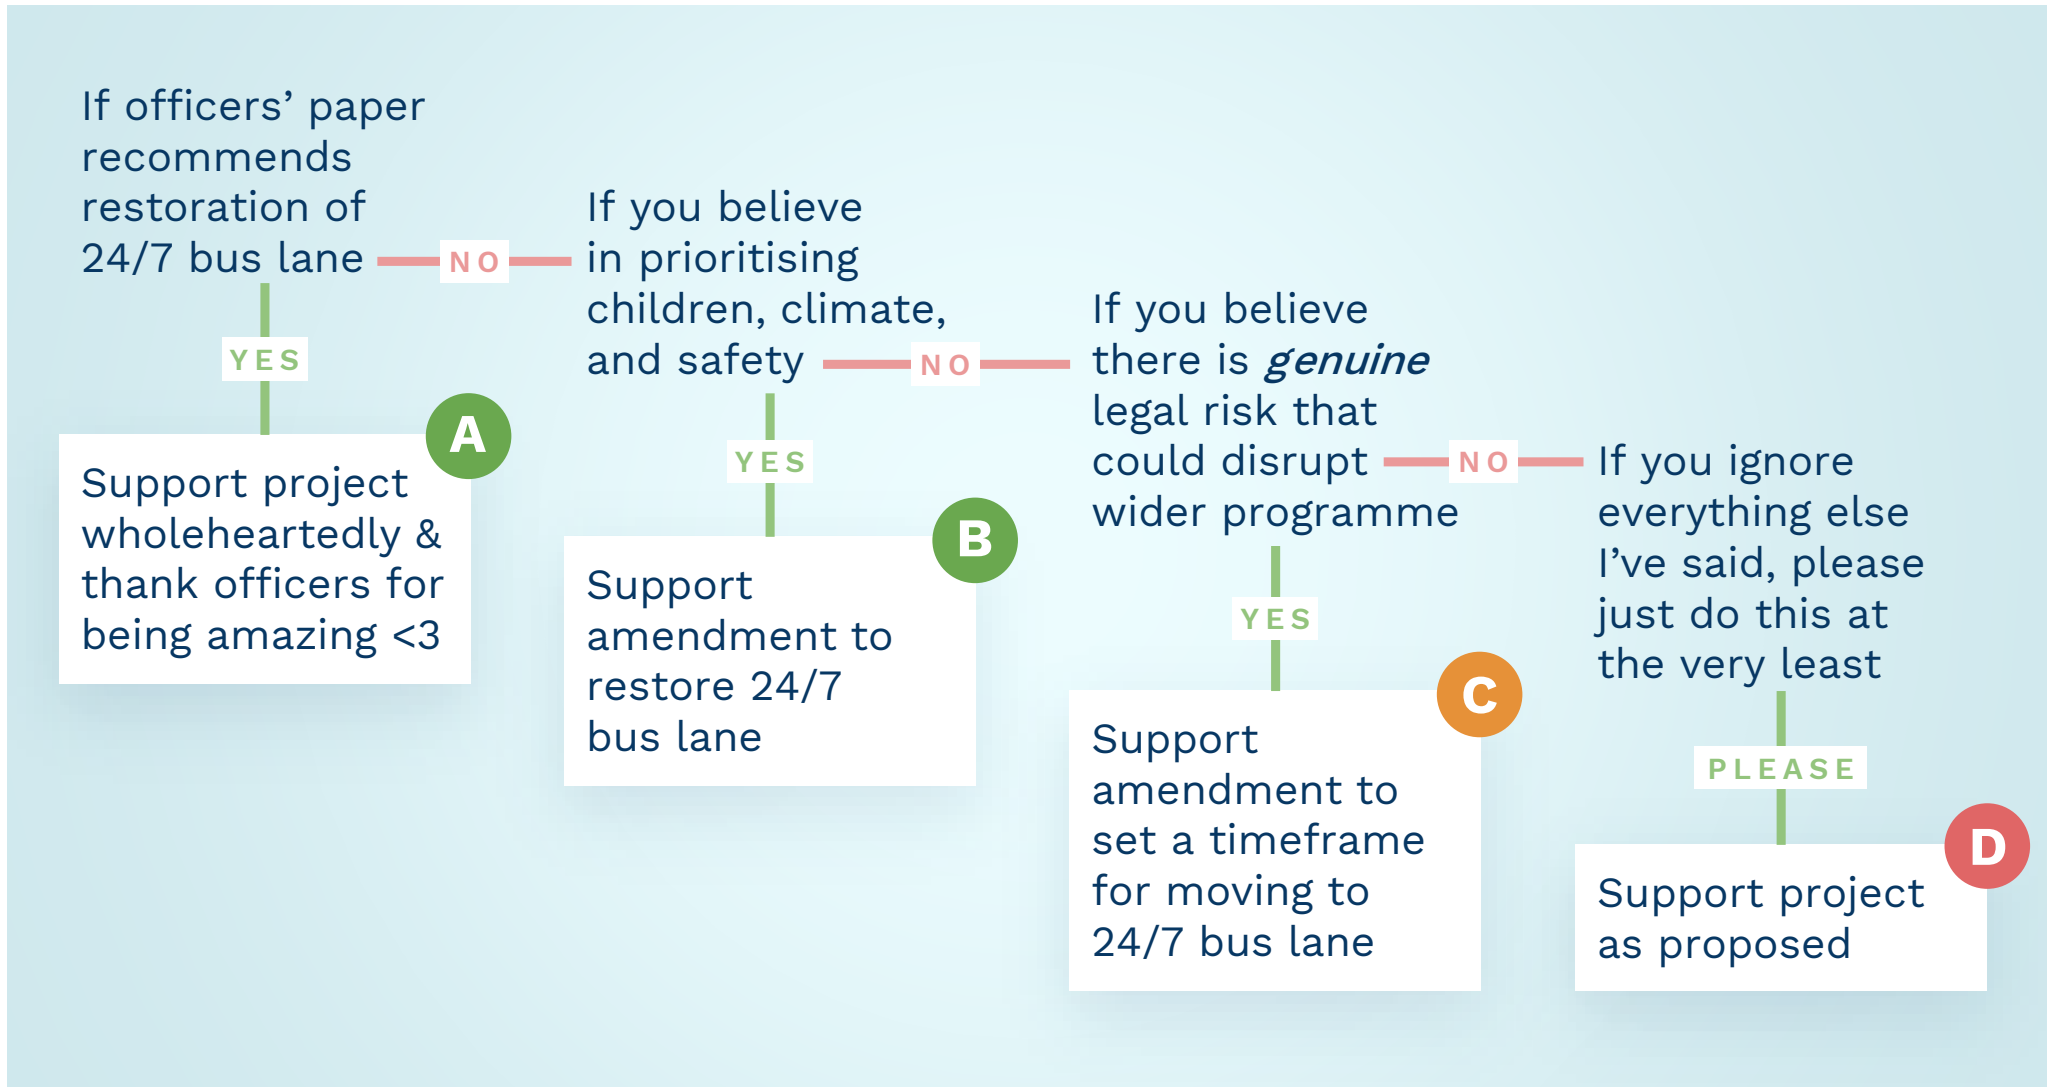 If officers’ paper
recommends
restoration of
24/7 bus lane
NO
YES
A
Support project
wholeheartedly &
thank officers for
being amazing <3
If you believe
in prioritising
children, climate,
and safety
NO
YES
B
Support
amendment to
restore 24/7
bus lane
If you believe
there is genuine
legal risk that
could disrupt
wider programme
NO
YES
C
Support
amendment to
set a timeframe
for moving to
24/7 bus lane
If you ignore
everything else
I’ve said, please
just do this at
the very least
PLEASE
D
Support project
as proposed